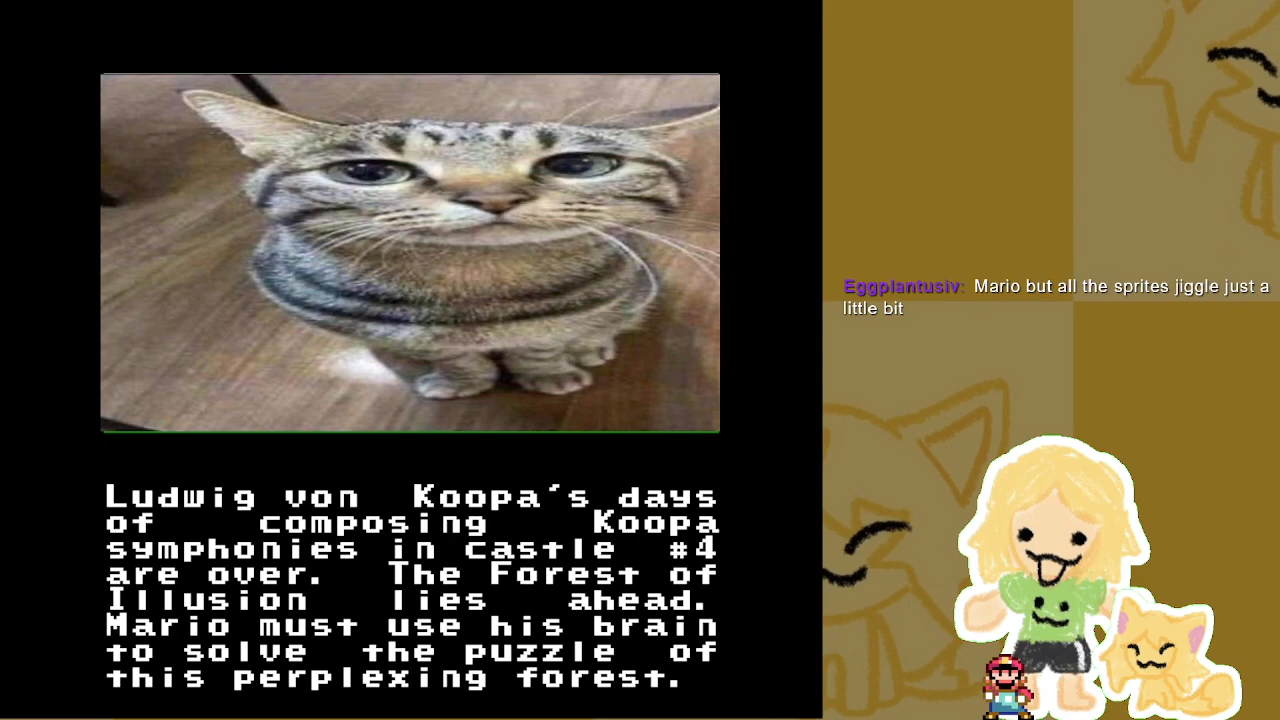 Ludwig von Koopa's days
of composing Koopa
symphonies in castle #4
are over. The Forest of
Illusion lies ahead.
Mario must use his brain
to solve the puzzle of
this perplexing forest.
Eggplantusiv: Mario but all the sprites jiggle just a
little bit